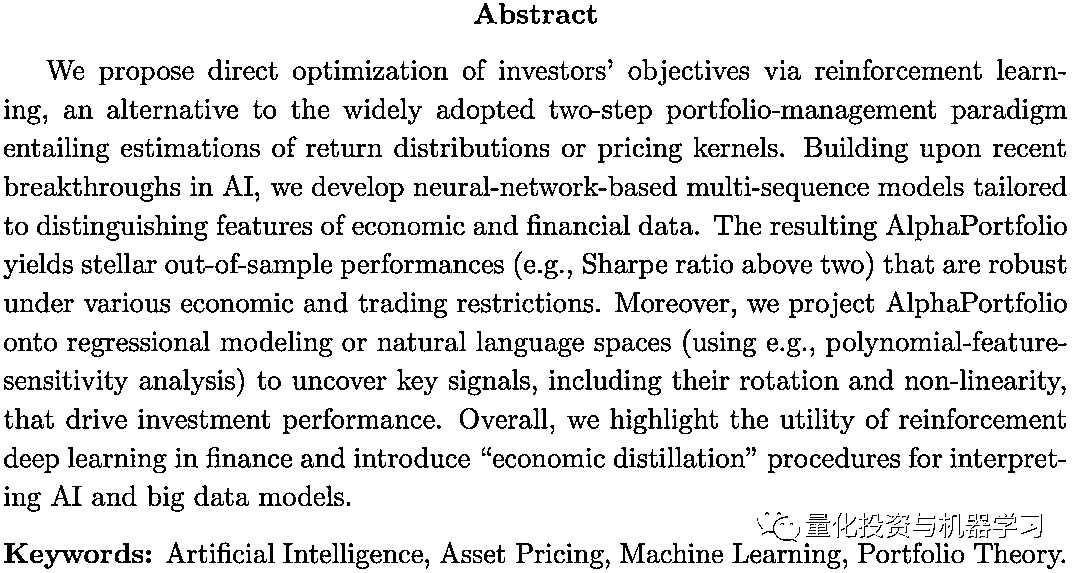 Abstract
We propose direct optimization of investors' objectives via reinforcement learn-
ing, an alternative to the widely adopted two-step portfolio-management paradigm
entailing estimations of return distributions or pricing kernels. Building upon recent
breakthroughs in AI, we develop neural-network-based multi-sequence models tailored
to distinguishing features of economic and financial data. The resulting AlphaPortfolio
yields stellar out-of-sample performances (e.g., Sharpe ratio above two) that are robust
under various economic and trading restrictions. Moreover, we project AlphaPortfolio
onto regressional modeling or natural language spaces (using e.g., polynomial-feature-
sensitivity analysis) to uncover key signals, including their rotation and non-linearity,
that drive investment performance. Overall, we highlight the utility of reinforcement
deep learning in finance and introduce “economic distillation” procedures for interpret-
ing AI and big data models.
量化投资与机器学习
Keywords: Artificial Intelligence, Asset Pricing, Machine Learning, Portfolio Theory.